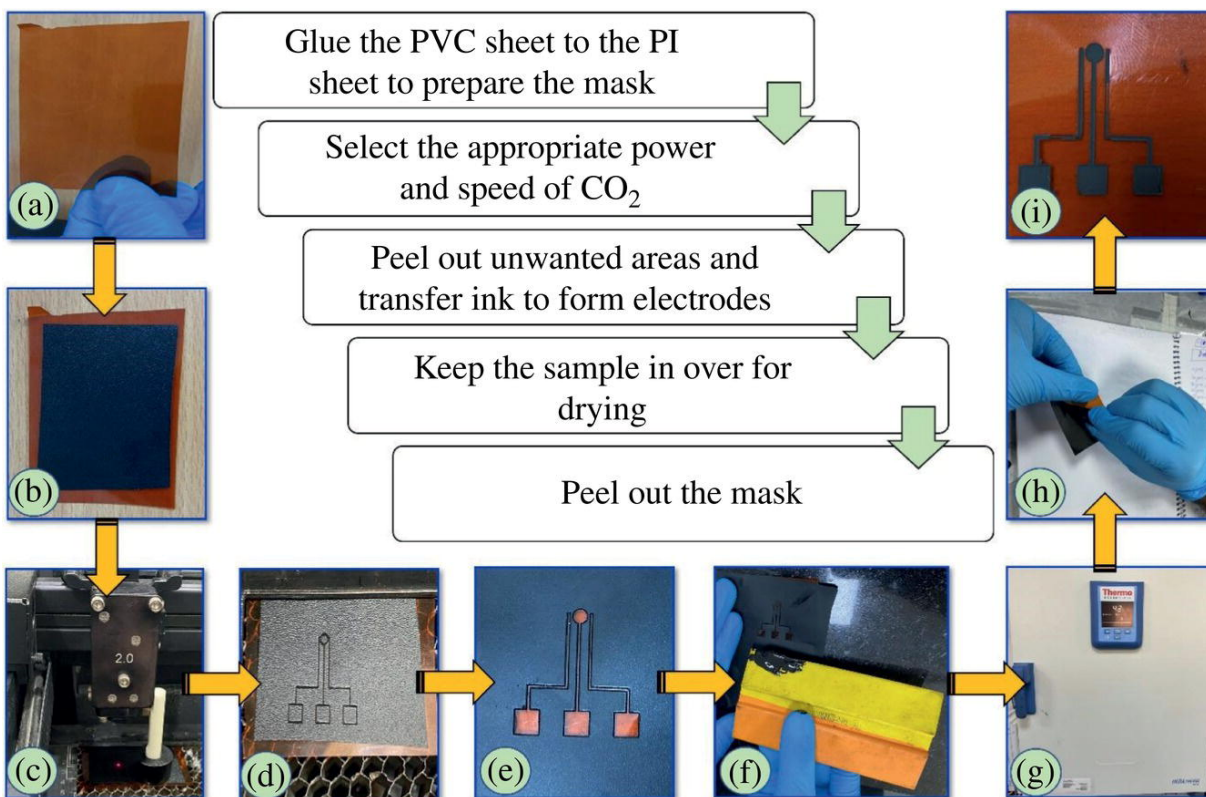 Glue the PVC sheet to the PI
sheet to prepare the mask
Select the appropriate power
and speed of CO₂
Peel out unwanted areas and
transfer ink to form electrodes
Keep the sample in over for
drying
Peel out the mask
(a)
(b)
(c)
2.0
(d)
(e)
(f)
(g)
Thermo
(h)
(i)